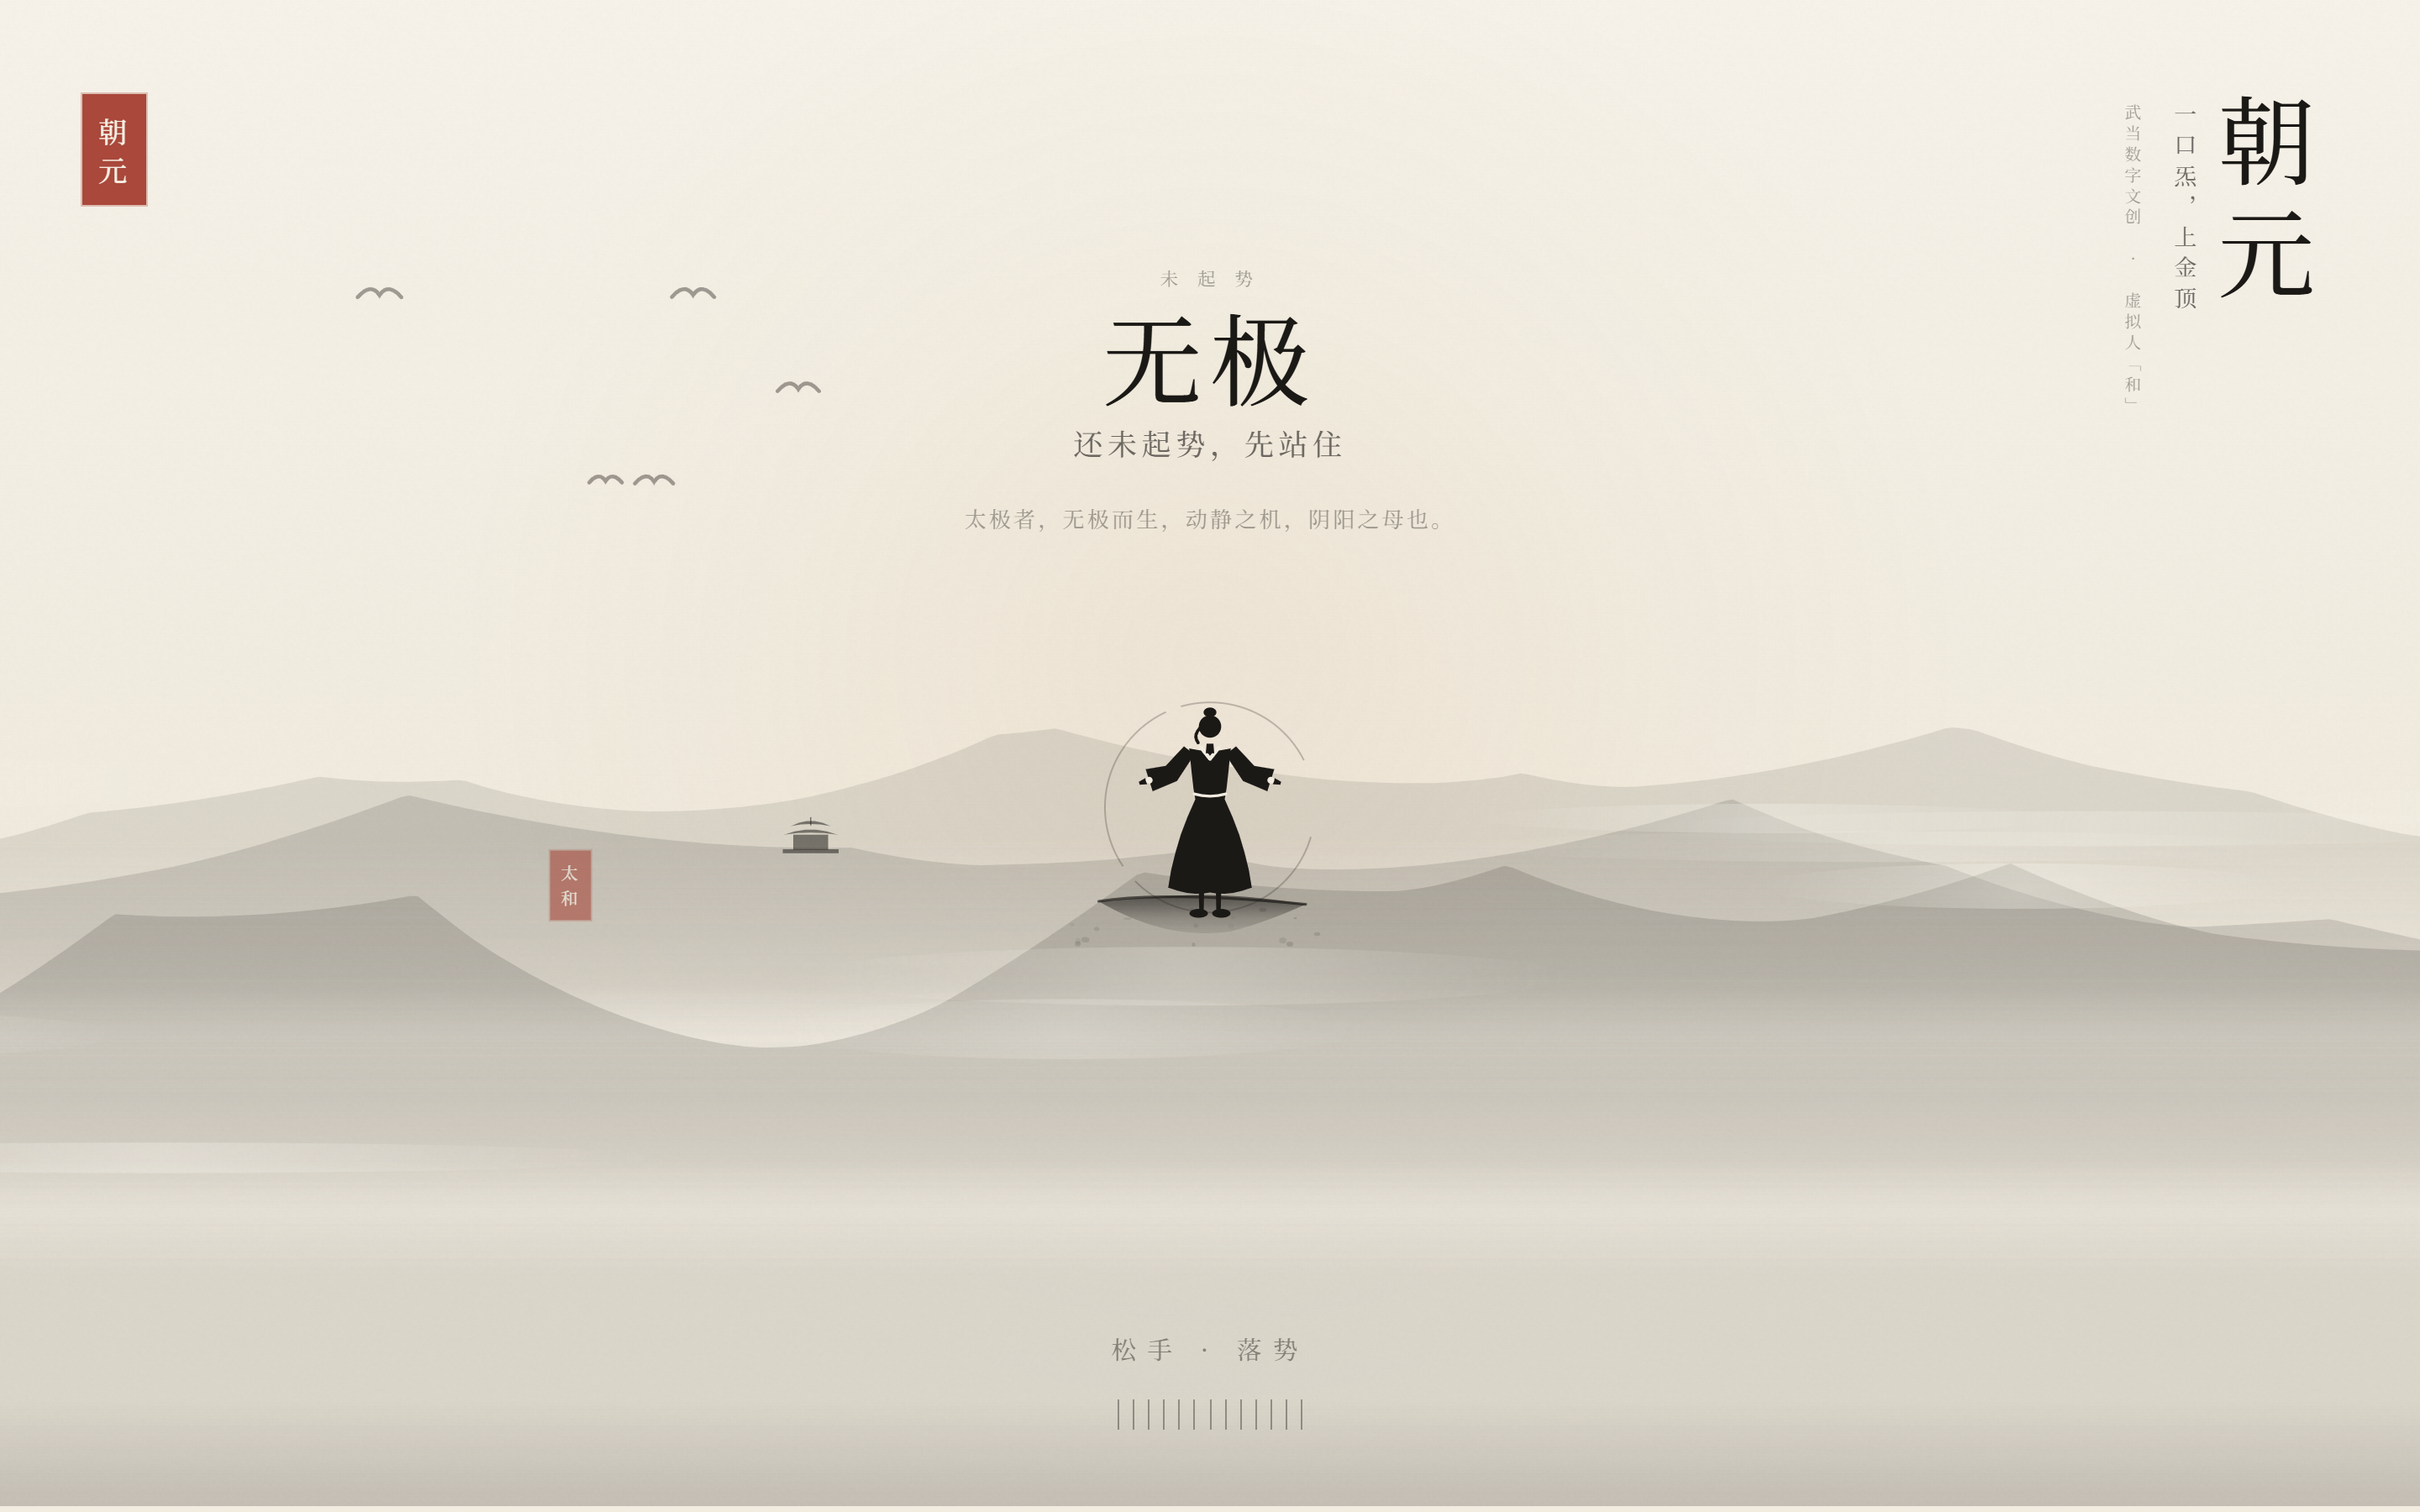 朝元
朝元
一口炁，上金顶
武当数字文创 · 虚拟人「和」
未起势
无极
还未起势，先站住
太极者，无极而生，动静之机，阴阳之母也。
太和
松手 · 落势